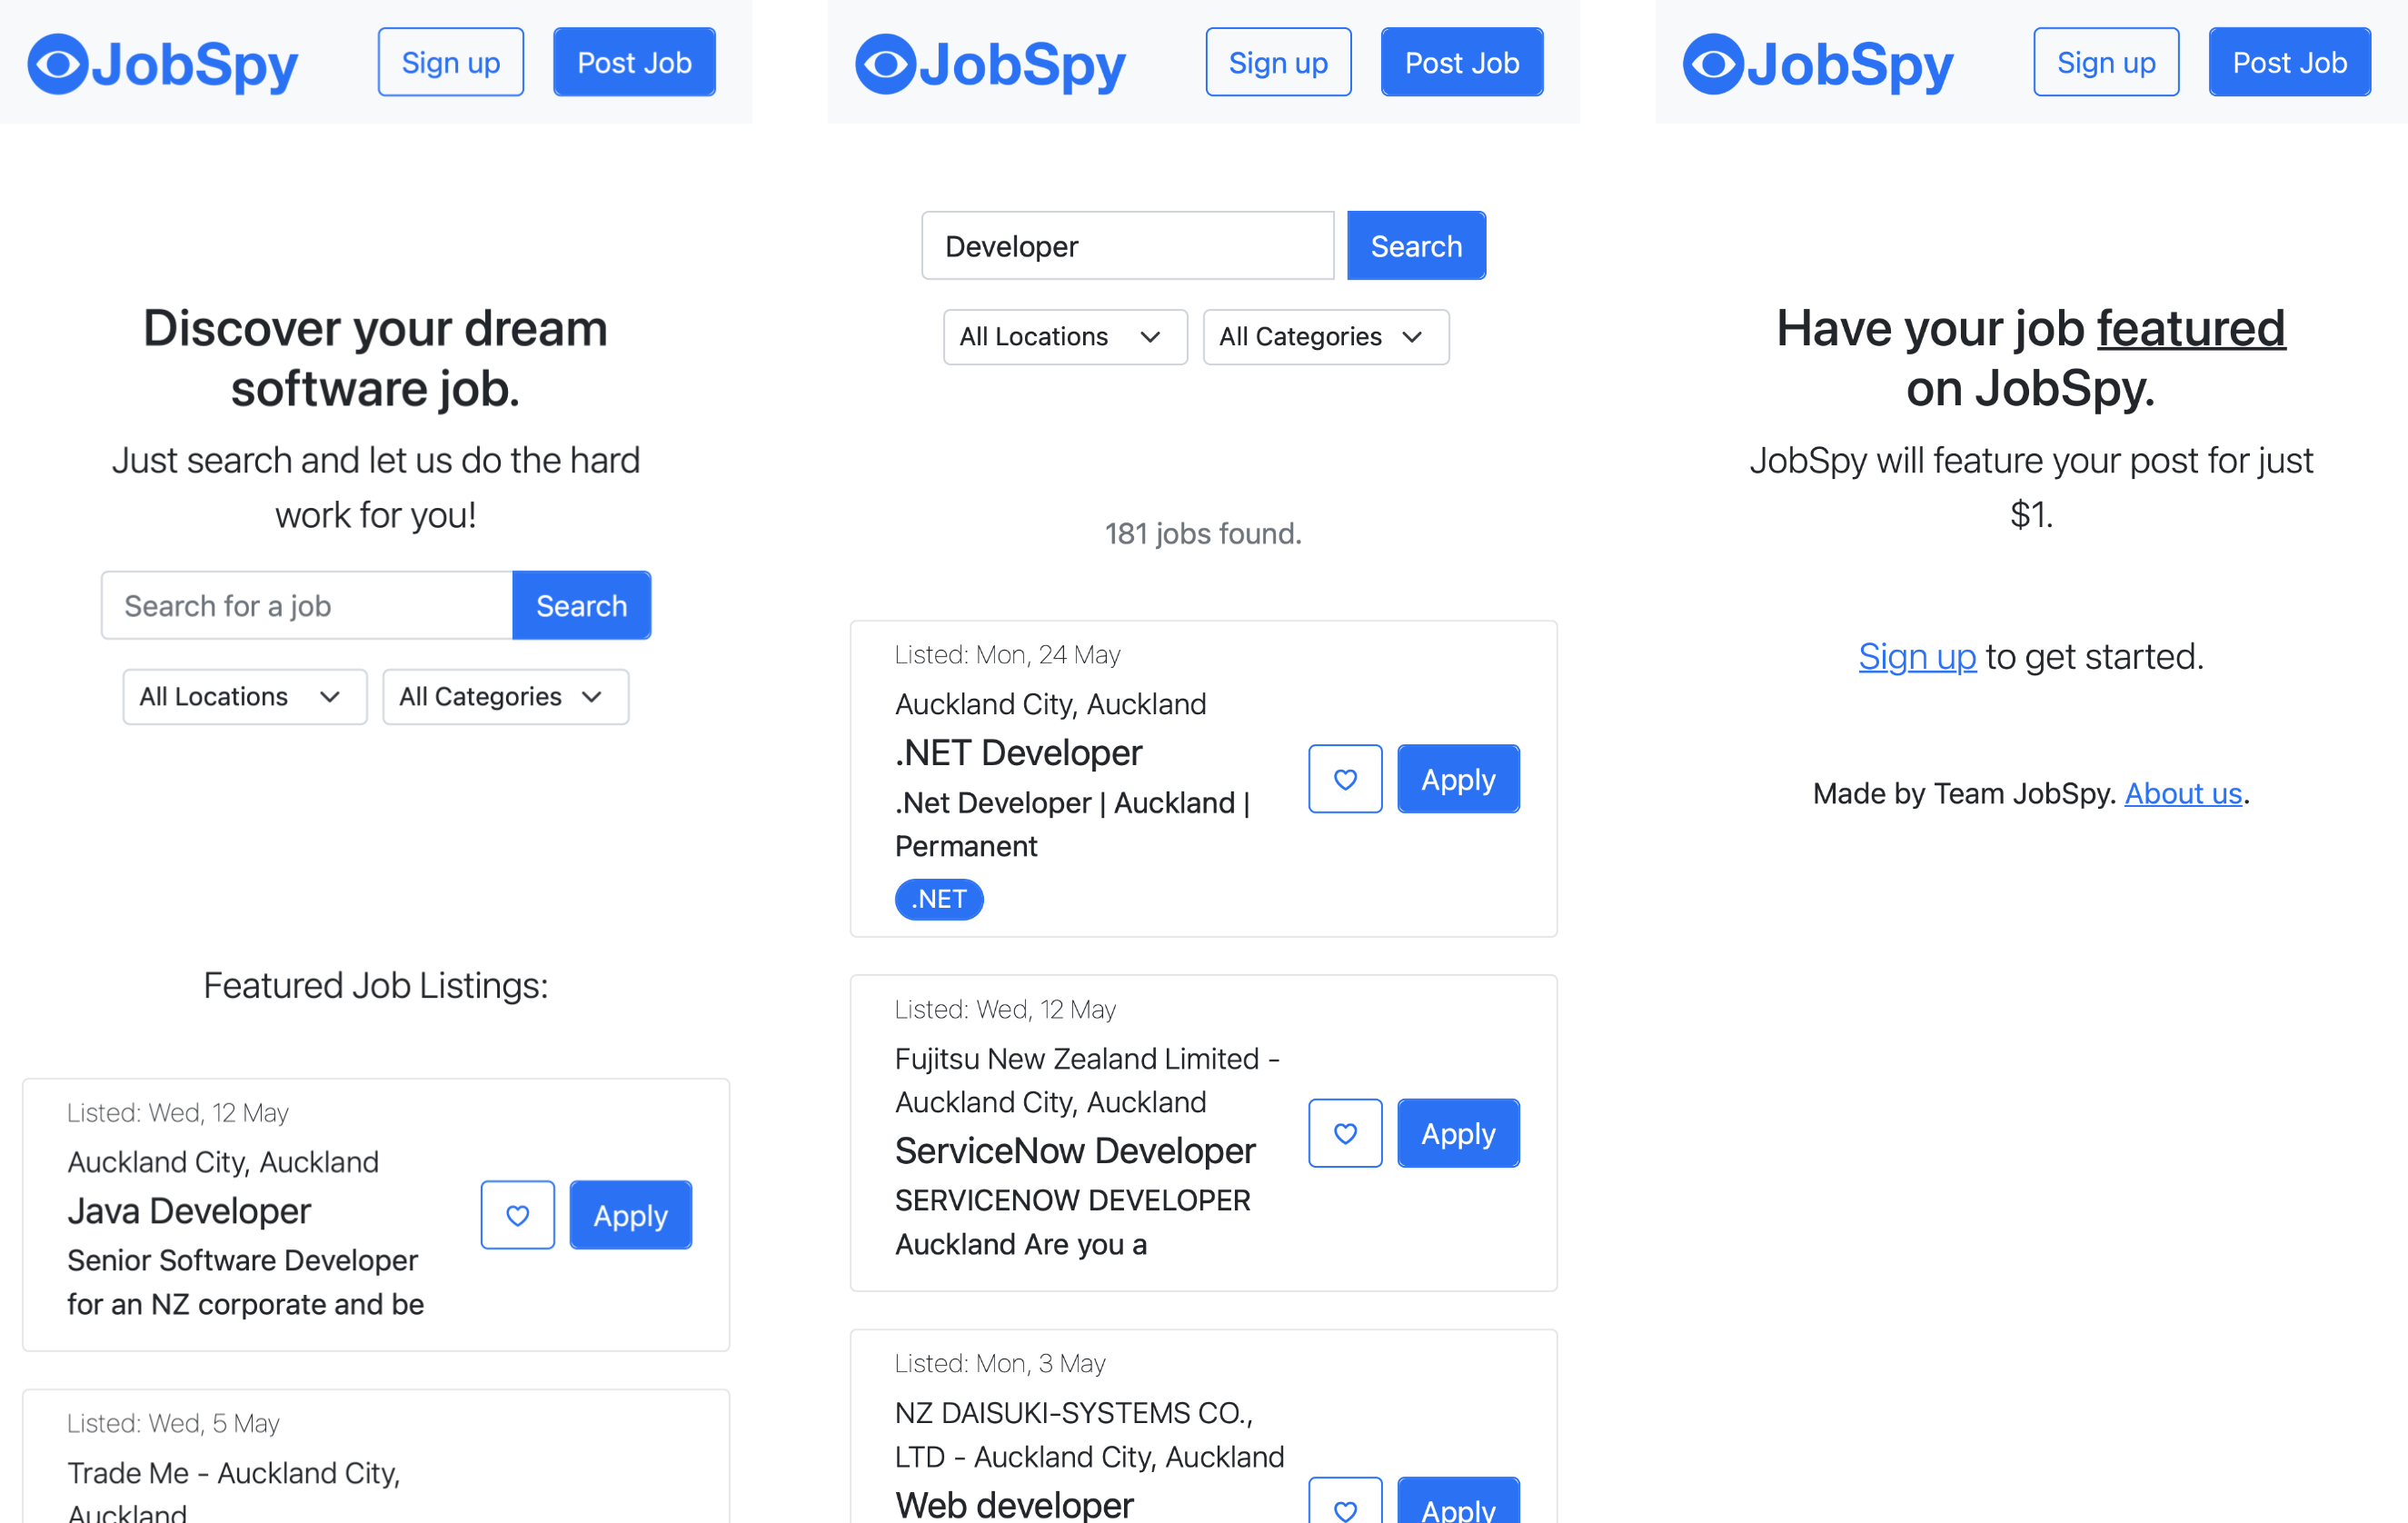 JobSpy
Sign up
Post Job
Discover your dream
software job.
Just search and let us do the hard
work for you!
Search for a job
Search
All Locations
All Categories
Featured Job Listings:
Listed: Wed, 12 May
Auckland City, Auckland
Java Developer
Senior Software Developer
for an NZ corporate and be
Apply
Listed: Wed, 5 May
Trade Me - Auckland City,
Auckland
JobSpy
Sign up
Post Job
Developer
Search
All Locations
All Categories
181 jobs found.
Listed: Mon, 24 May
Auckland City, Auckland
.NET Developer
.Net Developer | Auckland |
Permanent
.NET
Apply
Listed: Wed, 12 May
Fujitsu New Zealand Limited -
Auckland City, Auckland
ServiceNow Developer
SERVICENOW DEVELOPER
Auckland Are you a
Apply
Listed: Mon, 3 May
NZ DAISUKI-SYSTEMS CO.,
LTD - Auckland City, Auckland
Web developer
Apply
JobSpy
Sign up
Post Job
Have your job featured
on JobSpy.
JobSpy will feature your post for just
$1.
Sign up to get started.
Made by Team JobSpy. About us.